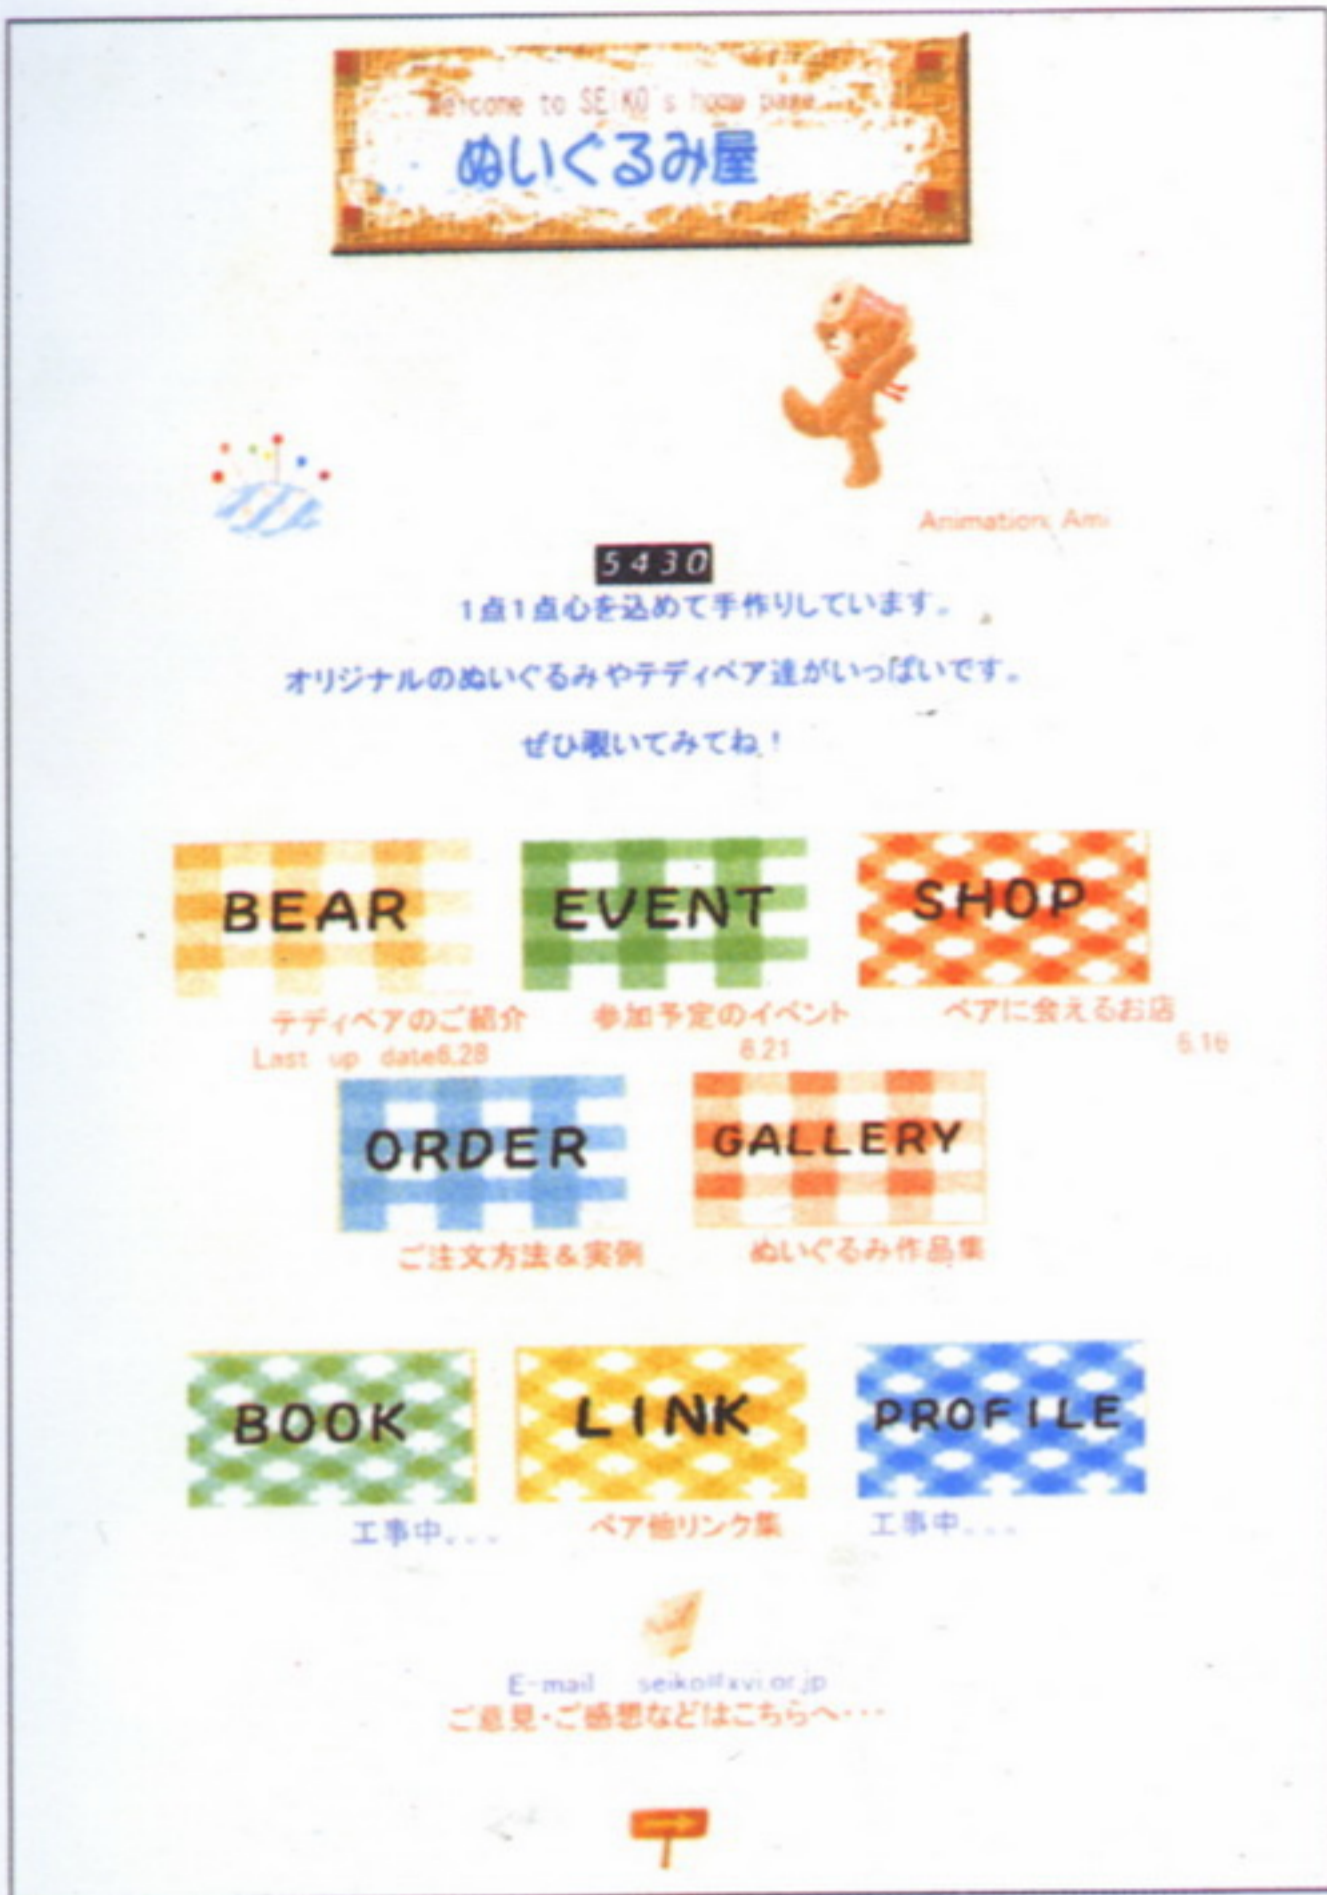 Welcome to SEIKO's home page
ぬいぐるみ屋
Animation: Ami
5430
1点1点心を込めて手作りしています。
オリジナルのぬいぐるみやテディベア達がいっぱいです。
ぜひ覗いてみてね！
BEAR
EVENT
SHOP
テディベアのご紹介
参加予定のイベント
ベアに会えるお店
Last up date6.28
6.21
6.16
ORDER
GALLERY
ご注文方法＆実例
ぬいぐるみ作品集
BOOK
LINK
PROFILE
工事中...
ベア他リンク集
工事中...
E-mail
ご意見・ご感想などはこちらへ・・・